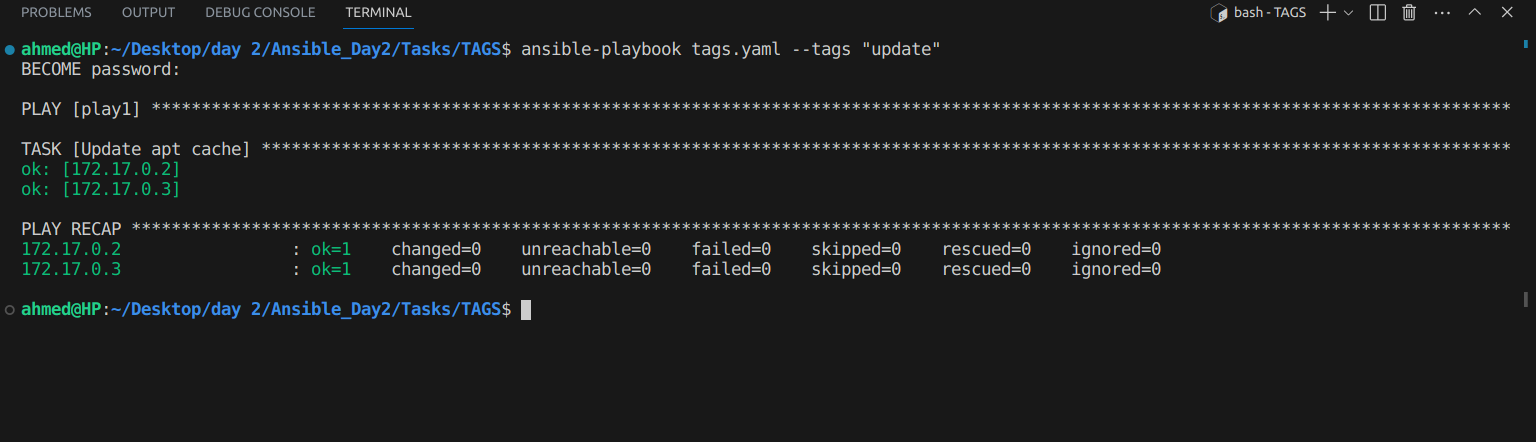 PROBLEMS OUTPUT DEBUG CONSOLE TERMINAL bash - TAGS
ahmed@HP:~/Desktop/day 2/Ansible_Day2/Tasks/TAGS$ ansible-playbook tags.yaml --tags "update"
BECOME password:
PLAY [play1] ****************************************************************************************************************************************
TASK [Update apt cache] *****************************************************************************************************************************
ok: [172.17.0.2]
ok: [172.17.0.3]
PLAY RECAP ******************************************************************************************************************************************
172.17.0.2                 : ok=1    changed=0    unreachable=0    failed=0    skipped=0    rescued=0    ignored=0
172.17.0.3                 : ok=1    changed=0    unreachable=0    failed=0    skipped=0    rescued=0    ignored=0
ahmed@HP:~/Desktop/day 2/Ansible_Day2/Tasks/TAGS$